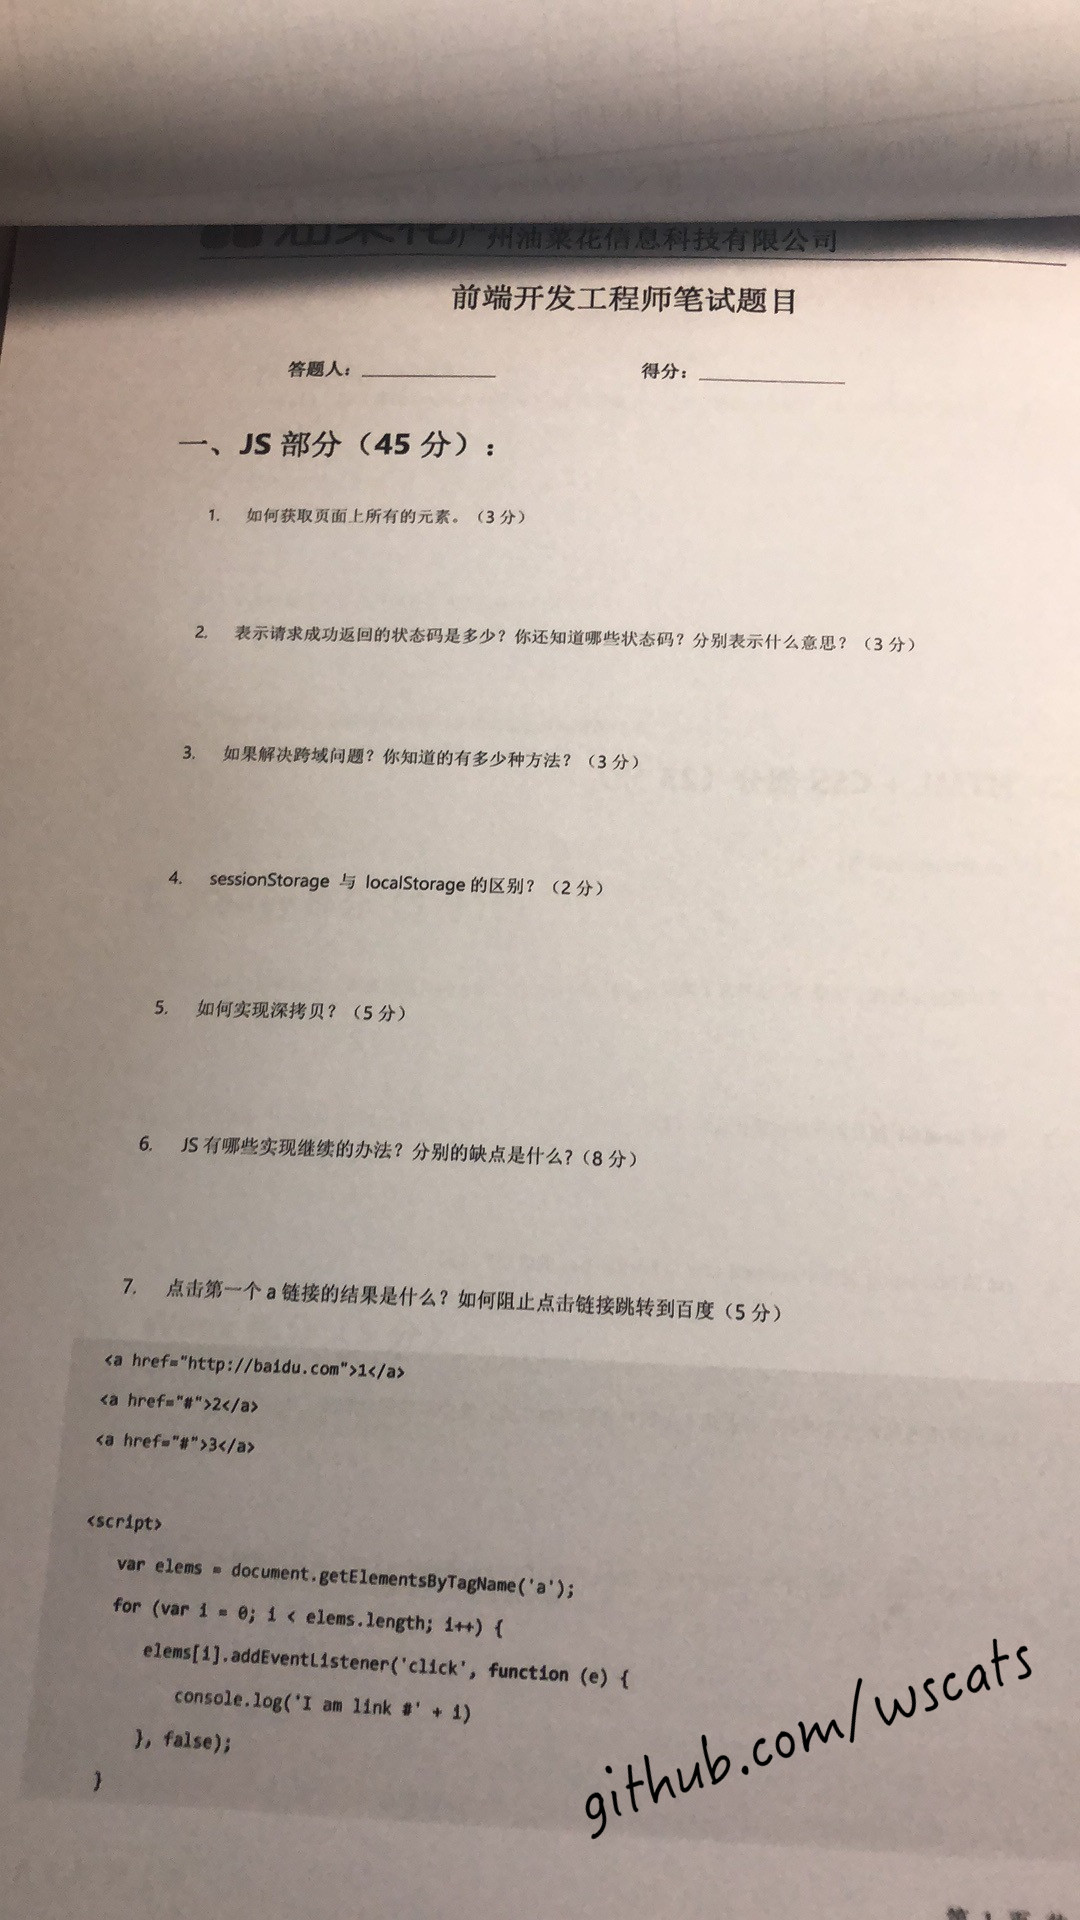 广州油菜花信息科技有限公司
前端开发工程师笔试题目
答题人： 得分：
一、JS 部分（45 分）：
1. 如何获取页面上所有的元素。（3 分）
2. 表示请求成功返回的状态码是多少？你还知道哪些状态码？分别表示什么意思？（3 分）
3. 如果解决跨域问题？你知道的有多少种方法？（3 分）
4. sessionStorage 与 localStorage 的区别？（2 分）
5. 如何实现深拷贝？（5 分）
6. JS 有哪些实现继续的办法？分别的缺点是什么?（8 分）
7. 点击第一个 a 链接的结果是什么？如何阻止点击链接跳转到百度（5 分）
<a href="http://baidu.com">1</a>
<a href="#">2</a>
<a href="#">3</a>
<script>
var elems = document.getElementsByTagName('a');
for (var i = 0; i < elems.length; i++) {
elems[i].addEventListener('click', function (e) {
console.log('I am link #' + i)
}, false);
}
github.com/wscats